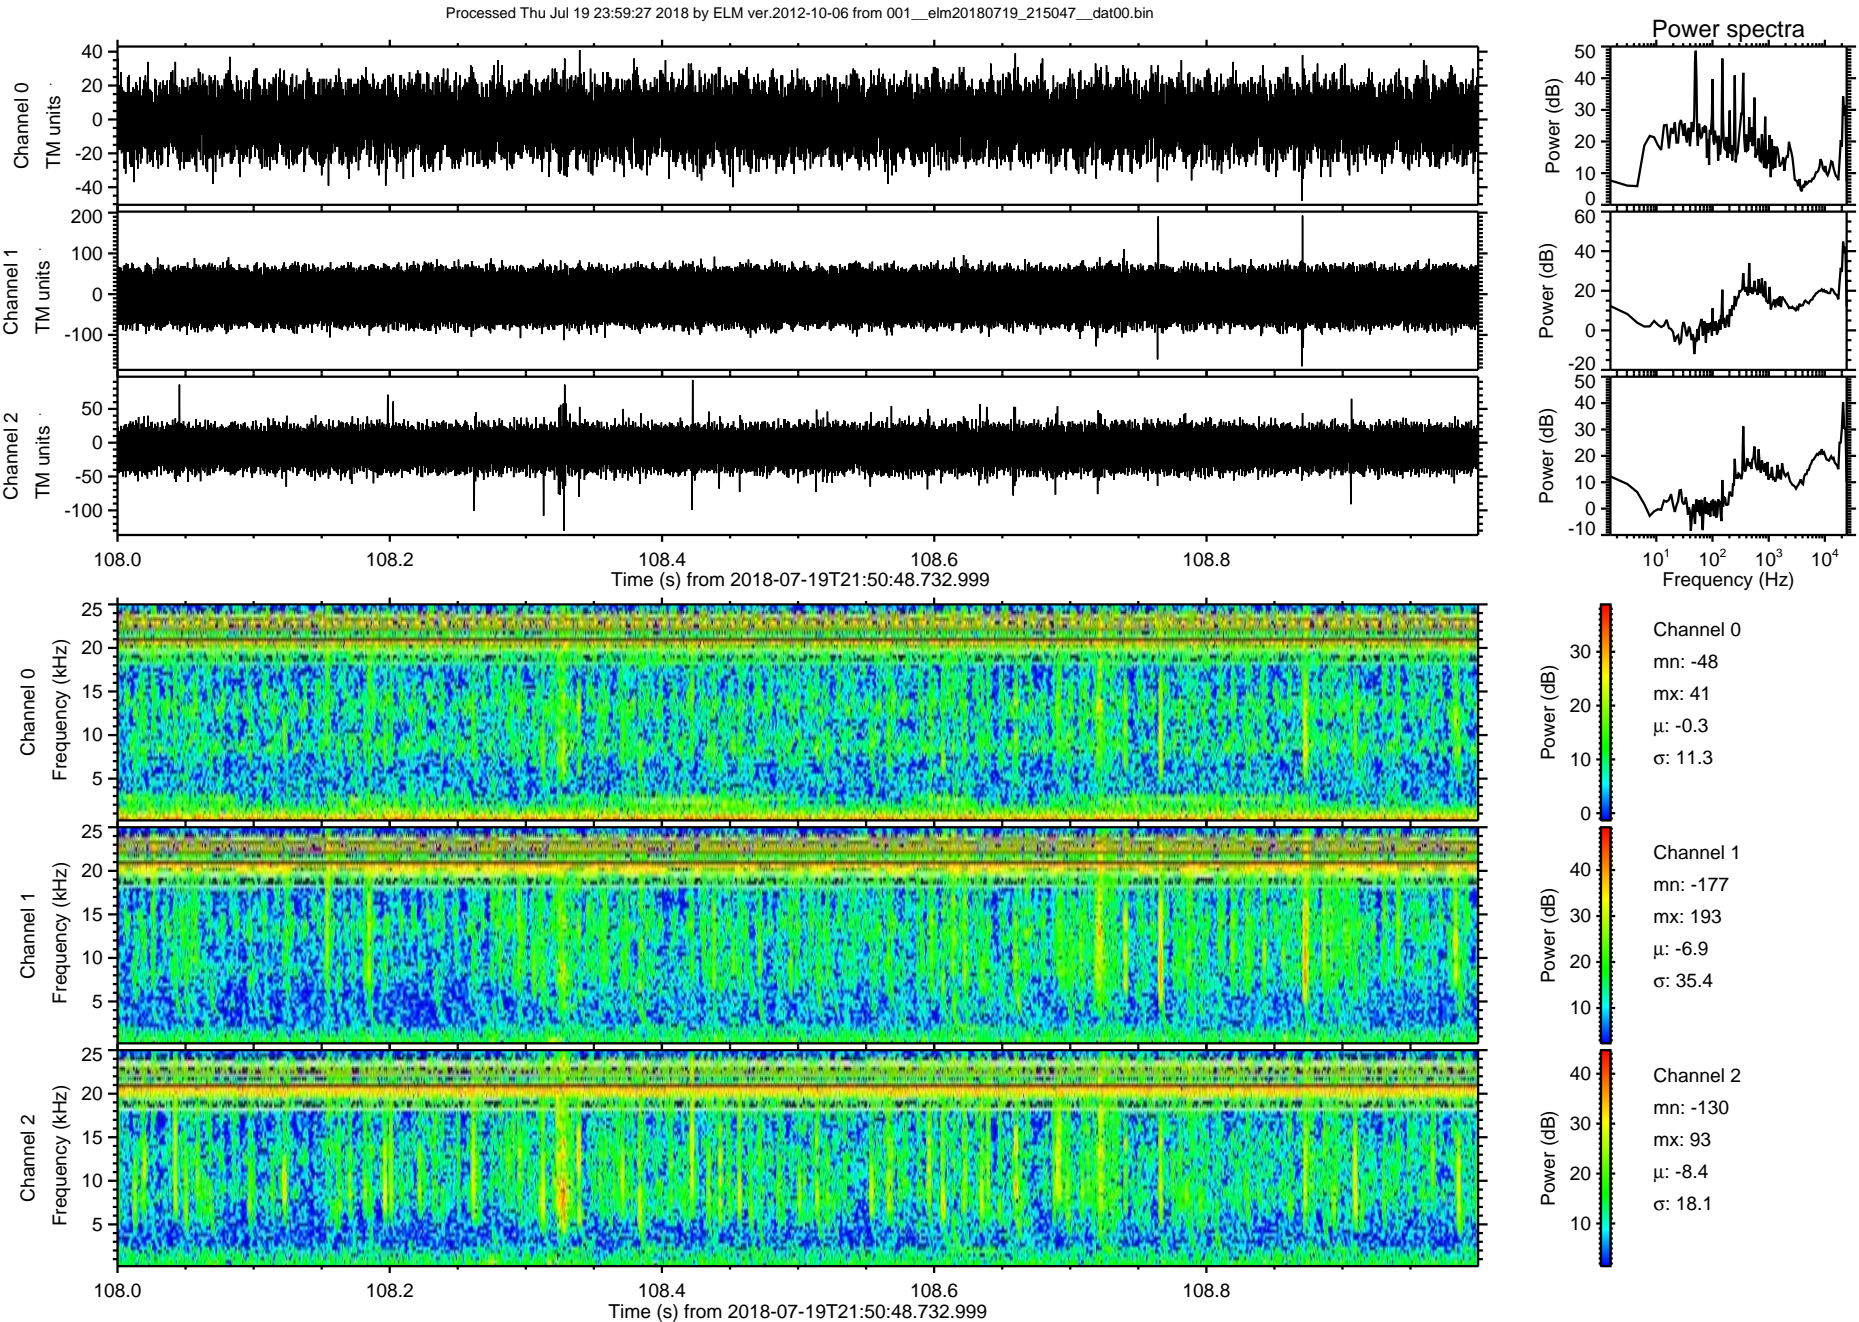 Processed Thu Jul 19 23:59:27 2018 by ELM ver.2012-10-06 from 001__elm20180719_215047__dat00.bin
Power spectra
Channel 0
TM units
40
20
0
-20
-40
Power (dB)
50
40
30
20
10
0
Channel 1
TM units
200
100
0
-100
Power (dB)
60
40
20
0
-20
Channel 2
TM units
50
0
-50
-100
Power (dB)
50
40
30
20
10
0
-10
108.0 108.2 108.4 108.6 108.8
Time (s) from 2018-07-19T21:50:48.732.999
10¹ 10² 10³ 10⁴
Frequency (Hz)
Channel 0
Frequency (kHz)
25
20
15
10
5
Power (dB)
30
20
10
0
Channel 0
mn: -48
mx: 41
μ: -0.3
σ: 11.3
Channel 1
Frequency (kHz)
25
20
15
10
5
Power (dB)
40
30
20
10
Channel 1
mn: -177
mx: 193
μ: -6.9
σ: 35.4
Channel 2
Frequency (kHz)
25
20
15
10
5
Power (dB)
40
30
20
10
Channel 2
mn: -130
mx: 93
μ: -8.4
σ: 18.1
108.0 108.2 108.4 108.6 108.8
Time (s) from 2018-07-19T21:50:48.732.999